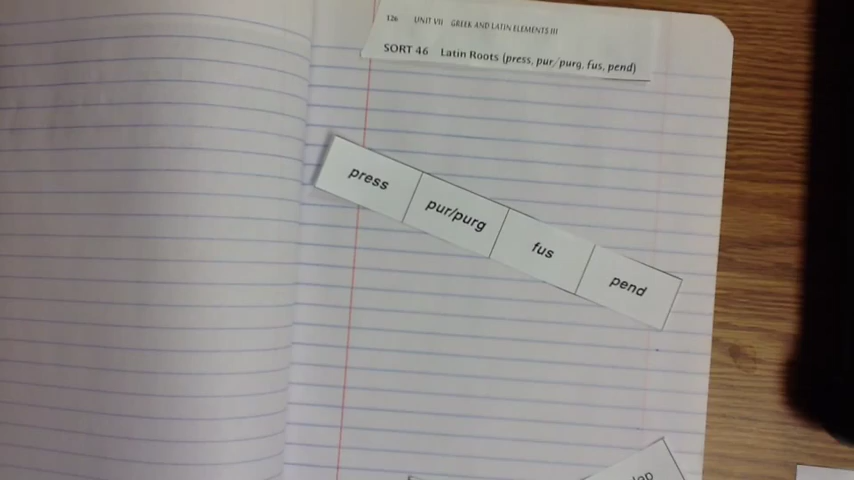 126 UNIT VII GREEK AND LATIN ELEMENTS III
SORT 46 Latin Roots (press, pur/purg, fus, pend)
press pur/purg fus pend